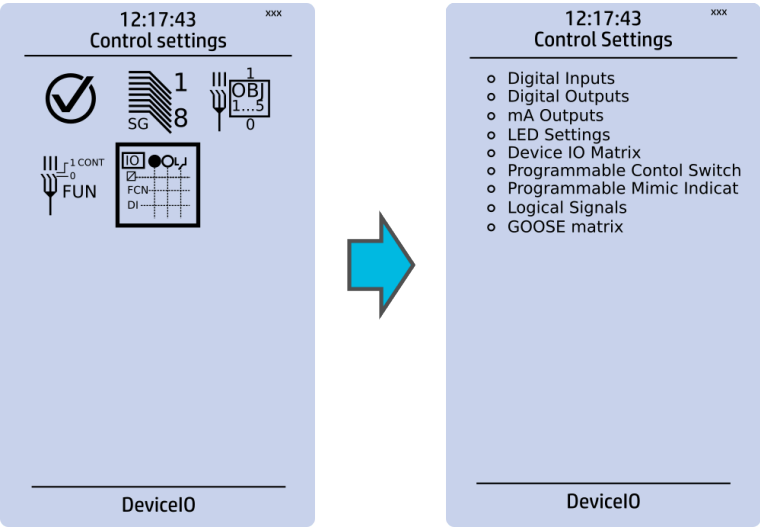 12:17:43
xxx
Control settings
1
SG
8
1
OBJ
1...5
0
1 CONT
0
FUN
IO
FCN
DI
DeviceIO
12:17:43
xxx
Control Settings
Digital Inputs
Digital Outputs
mA Outputs
LED Settings
Device IO Matrix
Programmable Contol Switch
Programmable Mimic Indicat
Logical Signals
GOOSE matrix
DeviceIO